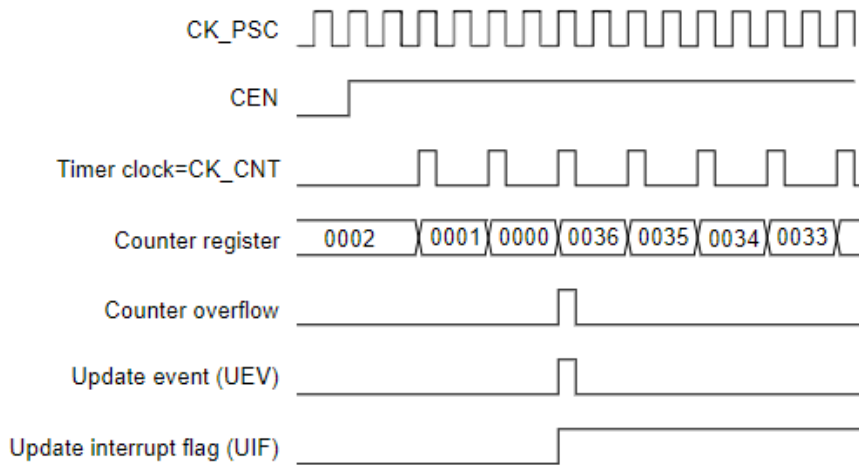 CK_PSC
CEN
Timer clock=CK_CNT
Counter register 0002 0001 0000 0036 0035 0034 0033
Counter overflow
Update event (UEV)
Update interrupt flag (UIF)